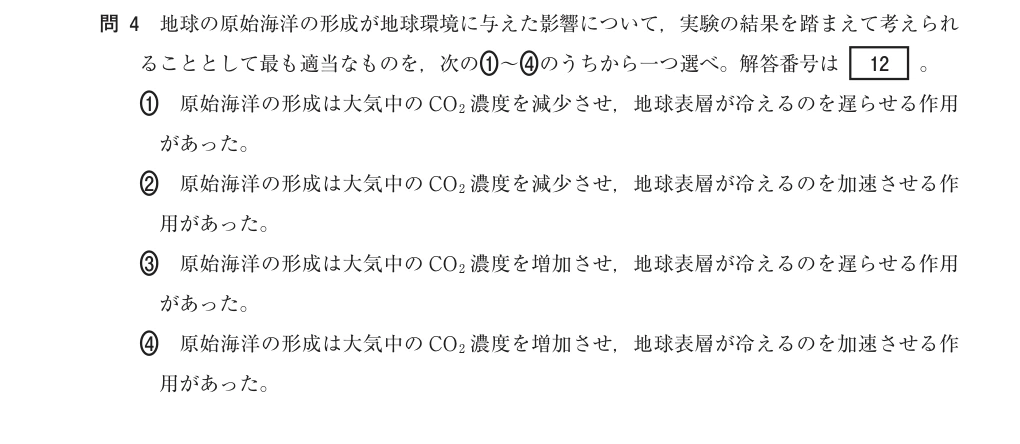 問 4 地球の原始海洋の形成が地球環境に与えた影響について，実験の結果を踏まえて考えられ
ることとして最も適当なものを，次の①〜④のうちから一つ選べ。解答番号は 12 。
① 原始海洋の形成は大気中の CO₂ 濃度を減少させ，地球表層が冷えるのを遅らせる作用
があった。
② 原始海洋の形成は大気中の CO₂ 濃度を減少させ，地球表層が冷えるのを加速させる作
用があった。
③ 原始海洋の形成は大気中の CO₂ 濃度を増加させ，地球表層が冷えるのを遅らせる作用
があった。
④ 原始海洋の形成は大気中の CO₂ 濃度を増加させ，地球表層が冷えるのを加速させる作
用があった。